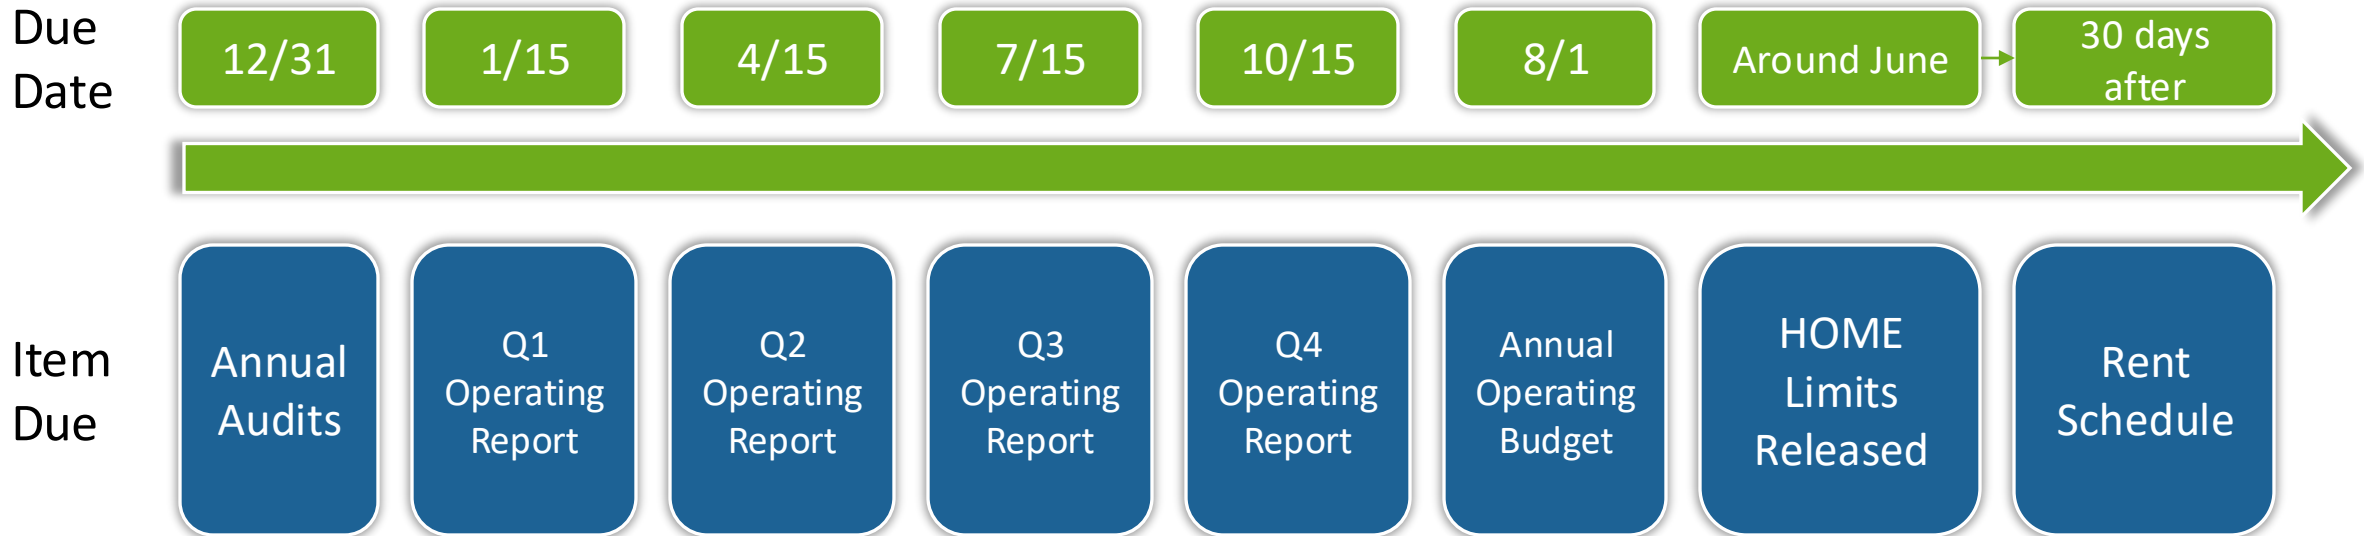 Due
Date
12/31
1/15
4/15
7/15
10/15
8/1
Around June
30 days
after
Item
Due
Annual
Audits
Q1
Operating
Report
Q2
Operating
Report
Q3
Operating
Report
Q4
Operating
Report
Annual
Operating
Budget
HOME
Limits
Released
Rent
Schedule